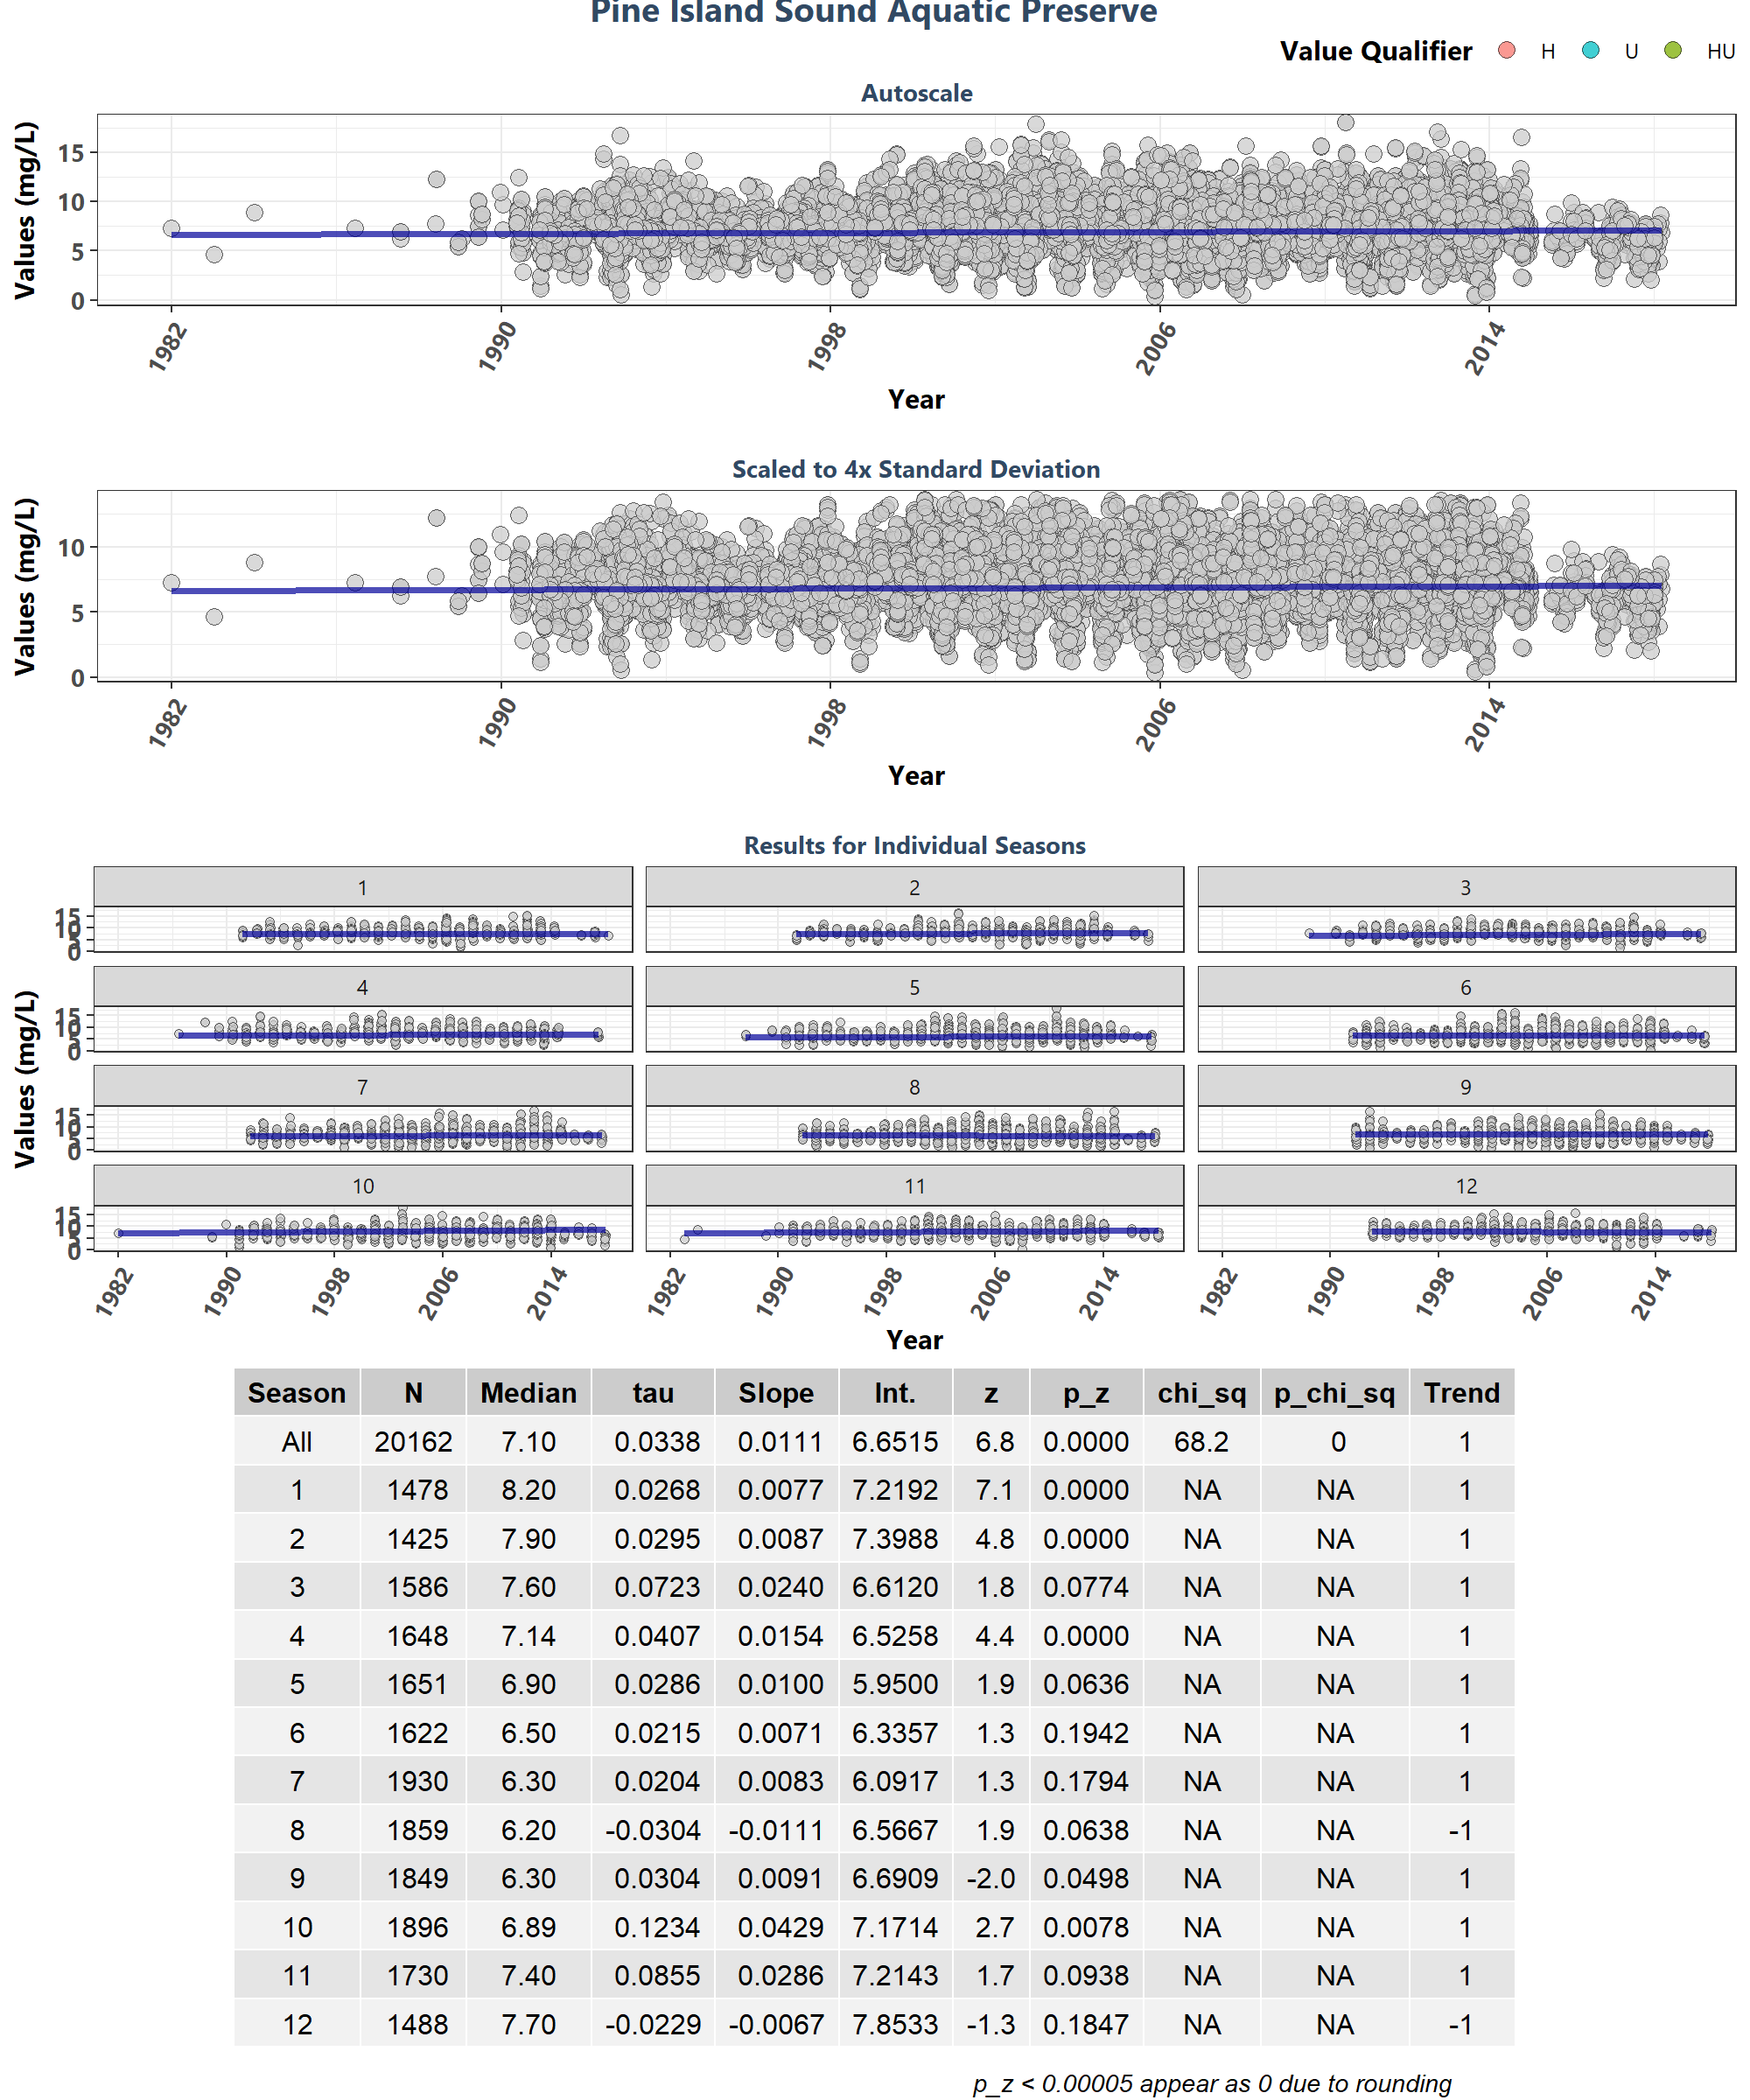 Pine Island Sound Aquatic Preserve
Value Qualifier H U HU
Autoscale
Values (mg/L)
15
10
5
0
1982 1990 1998 2006 2014
Year
Scaled to 4x Standard Deviation
Values (mg/L)
10
5
0
1982 1990 1998 2006 2014
Year
Results for Individual Seasons
Values (mg/L)
1 2 3
15
10
5
0
4 5 6
15
10
5
0
7 8 9
15
10
5
0
10 11 12
15
10
5
0
1982 1990 1998 2006 2014 1982 1990 1998 2006 2014 1982 1990 1998 2006 2014
Year
Season N Median tau Slope Int. z p_z chi_sq p_chi_sq Trend
All 20162 7.10 0.0338 0.0111 6.6515 6.8 0.0000 68.2 0 1
1 1478 8.20 0.0268 0.0077 7.2192 7.1 0.0000 NA NA 1
2 1425 7.90 0.0295 0.0087 7.3988 4.8 0.0000 NA NA 1
3 1586 7.60 0.0723 0.0240 6.6120 1.8 0.0774 NA NA 1
4 1648 7.14 0.0407 0.0154 6.5258 4.4 0.0000 NA NA 1
5 1651 6.90 0.0286 0.0100 5.9500 1.9 0.0636 NA NA 1
6 1622 6.50 0.0215 0.0071 6.3357 1.3 0.1942 NA NA 1
7 1930 6.30 0.0204 0.0083 6.0917 1.3 0.1794 NA NA 1
8 1859 6.20 -0.0304 -0.0111 6.5667 1.9 0.0638 NA NA -1
9 1849 6.30 0.0304 0.0091 6.6909 -2.0 0.0498 NA NA 1
10 1896 6.89 0.1234 0.0429 7.1714 2.7 0.0078 NA NA 1
11 1730 7.40 0.0855 0.0286 7.2143 1.7 0.0938 NA NA 1
12 1488 7.70 -0.0229 -0.0067 7.8533 -1.3 0.1847 NA NA -1
p_z < 0.00005 appear as 0 due to rounding